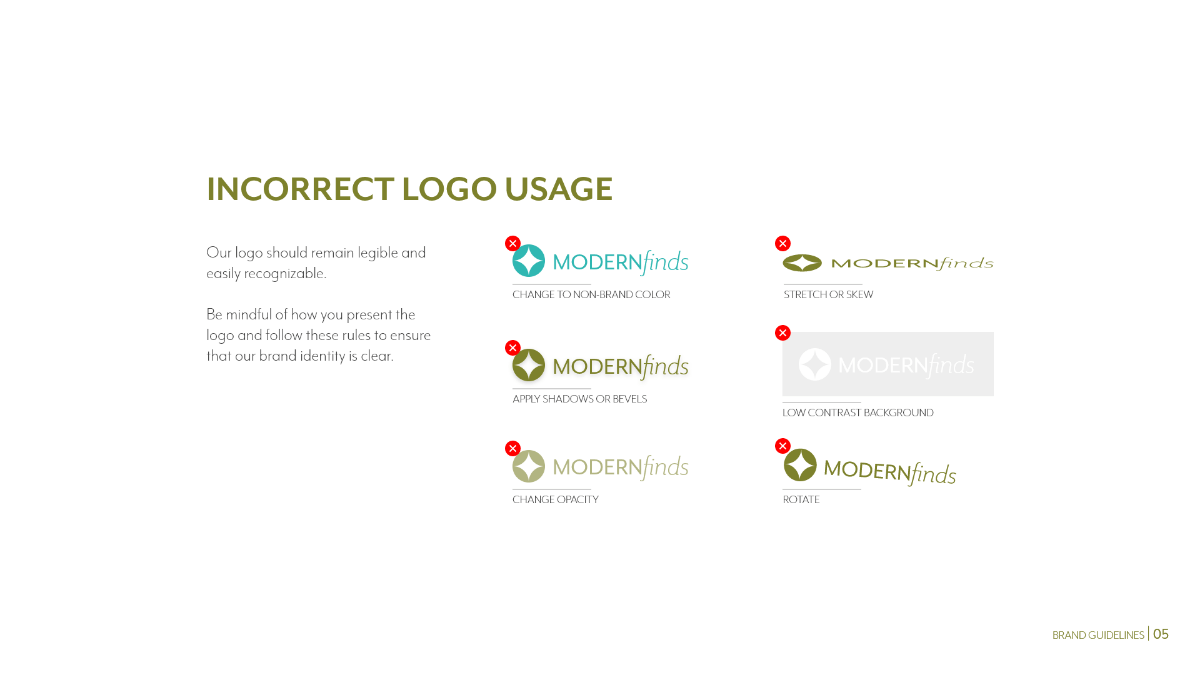 INCORRECT LOGO USAGE
Our logo should remain legible and
easily recognizable.
Be mindful of how you present the
logo and follow these rules to ensure
that our brand identity is clear.
MODERNfinds
CHANGE TO NON-BRAND COLOR
MODERNfinds
STRETCH OR SKEW
MODERNfinds
APPLY SHADOWS OR BEVELS
MODERNfinds
LOW CONTRAST BACKGROUND
MODERNfinds
CHANGE OPACITY
MODERNfinds
ROTATE
BRAND GUIDELINES | 05